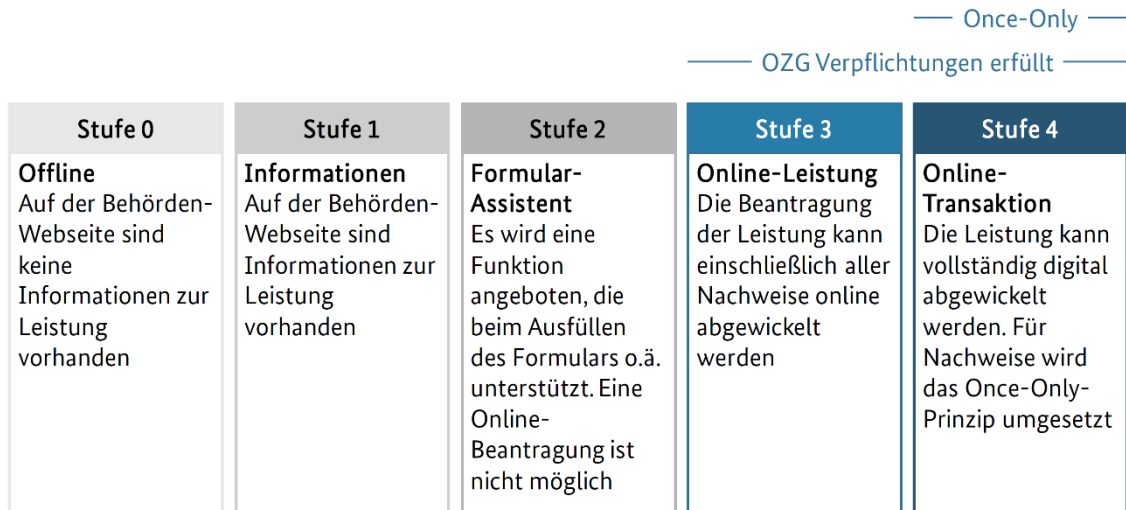 Once-Only
OZG Verpflichtungen erfüllt
Stufe 0
Offline
Auf der Behörden-
Webseite sind
keine
Informationen zur
Leistung
vorhanden
Stufe 1
Informationen
Auf der Behörden-
Webseite sind
Informationen zur
Leistung
vorhanden
Stufe 2
Formular-
Assistent
Es wird eine
Funktion
angeboten, die
beim Ausfüllen
des Formulars o.ä.
unterstützt. Eine
Online-
Beantragung ist
nicht möglich
Stufe 3
Online-Leistung
Die Beantragung
der Leistung kann
einschließlich aller
Nachweise online
abgewickelt
werden
Stufe 4
Online-
Transaktion
Die Leistung kann
vollständig digital
abgewickelt
werden. Für
Nachweise wird
das Once-Only-
Prinzip umgesetzt